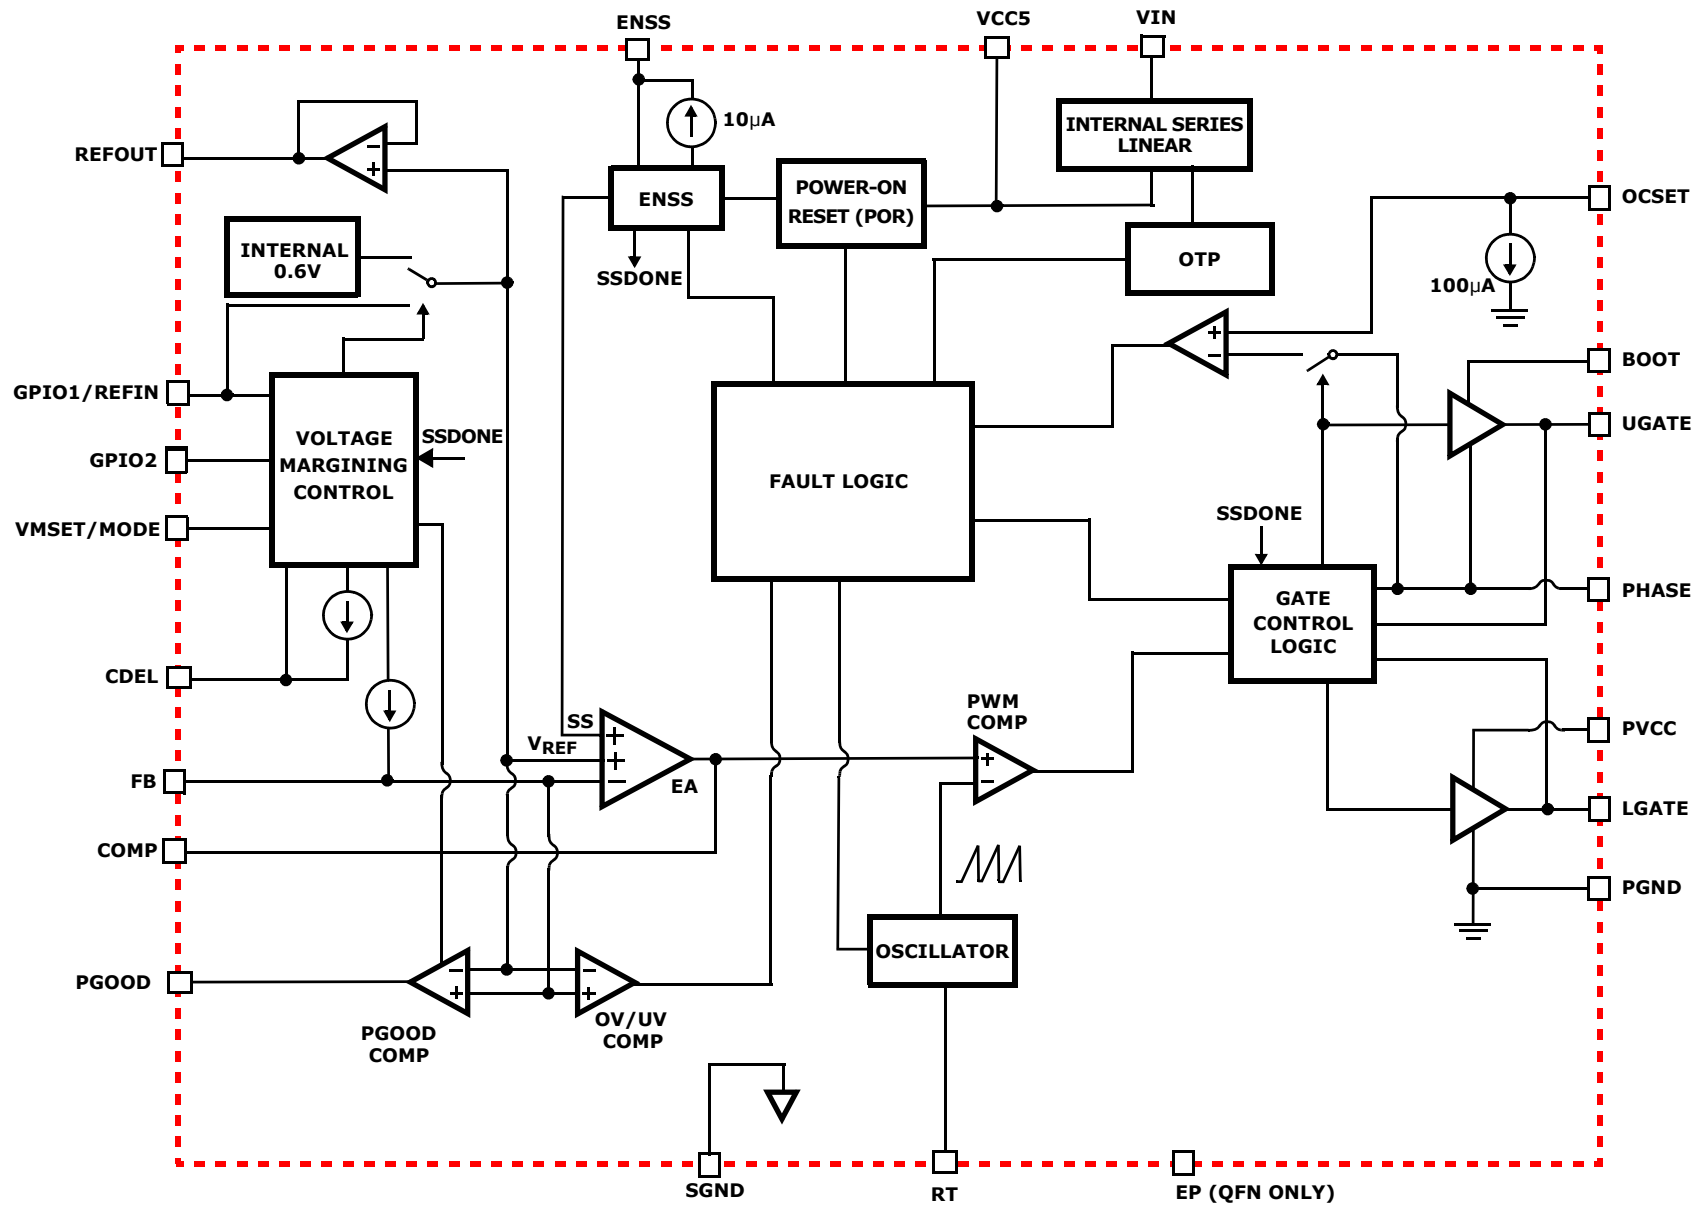 ENSS
VCC5
VIN
10µA
INTERNAL SERIES
LINEAR
REFOUT
-
+
ENSS
POWER-ON
RESET (POR)
OCSET
INTERNAL
0.6V
SSDONE
OTP
100µA
+
-
BOOT
GPIO1/REFIN
UGATE
VOLTAGE
MARGINING
CONTROL
SSDONE
GPIO2
FAULT LOGIC
VMSET/MODE
SSDONE
GATE
CONTROL
LOGIC
PHASE
CDEL
PWM
COMP
SS
+
VREF
+
-
EA
+
-
PVCC
FB
LGATE
COMP
PGND
OSCILLATOR
PGOOD
-
+
-
+
PGOOD
COMP
OV/UV
COMP
SGND
RT
EP (QFN ONLY)